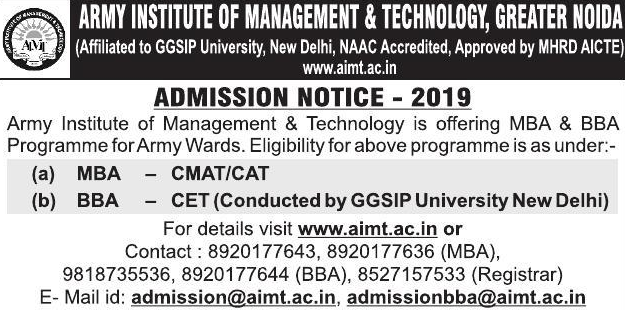 ARMY INSTITUTE OF MANAGEMENT & TECHNOLOGY, GREATER NOIDA
(Affiliated to GGSIP University, New Delhi, NAAC Accredited, Approved by MHRD AICTE)
www.aimt.ac.in
AIMT
ADMISSION NOTICE - 2019
Army Institute of Management & Technology is offering MBA & BBA
Programme for Army Wards. Eligibility for above programme is as under:-
(a) MBA – CMAT/CAT
(b) BBA – CET (Conducted by GGSIP University New Delhi)
For details visit www.aimt.ac.in or
Contact : 8920177643, 8920177636 (MBA),
9818735536, 8920177644 (BBA), 8527157533 (Registrar)
E- Mail id: admission@aimt.ac.in, admissionbba@aimt.ac.in